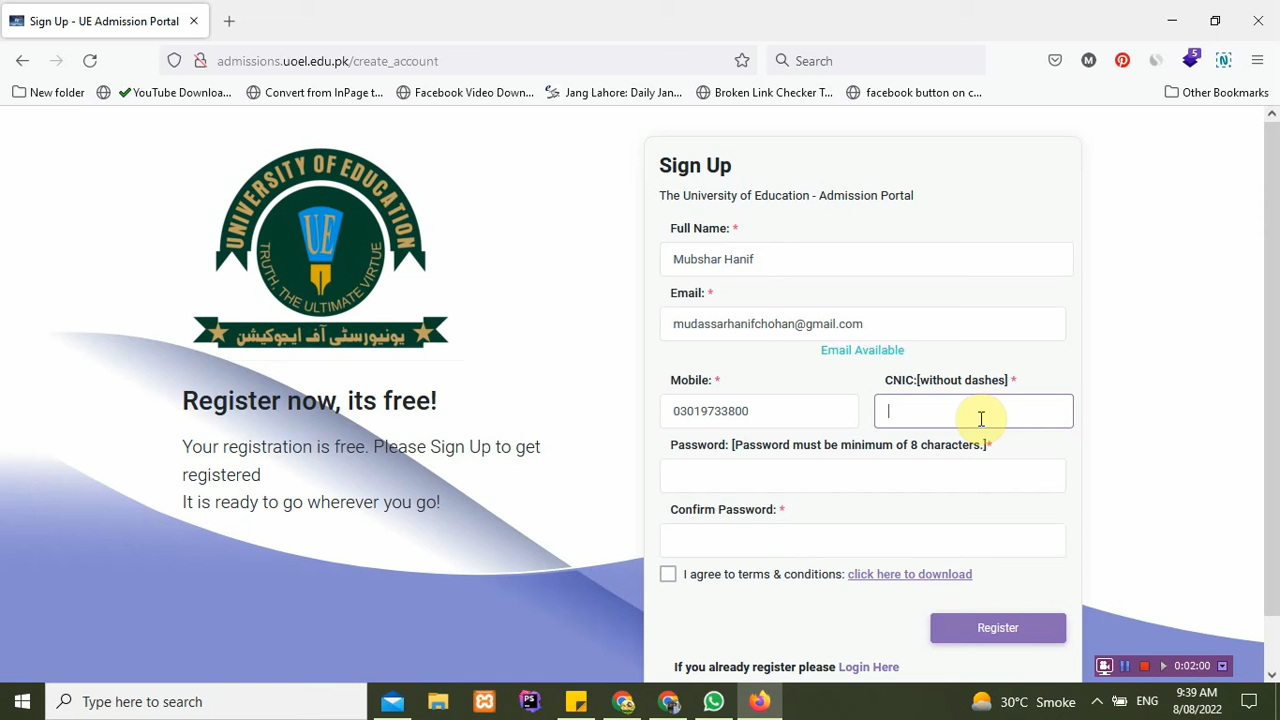 Sign Up - UE Admission Portal
admissions.uoel.edu.pk/create_account
Search
5
M
N
New folder
YouTube Downloa...
Convert from InPage t...
Facebook Video Down...
Jang Lahore: Daily Jan...
Broken Link Checker T...
facebook button on c...
Other Bookmarks
UNIVERSITY OF EDUCATION
UE
TRUTH, THE ULTIMATE VIRTUE
یونیورسٹی آف ایجوکیشن
Register now, its free!
Your registration is free. Please Sign Up to get
registered
It is ready to go wherever you go!
Sign Up
The University of Education - Admission Portal
Full Name: *
Mubshar Hanif
Email: *
mudassarhanifchohan@gmail.com
Email Available
Mobile: *
CNIC:[without dashes] *
03019733800
Password: [Password must be minimum of 8 characters.]*
Confirm Password: *
I agree to terms & conditions: click here to download
Register
If you already register please Login Here
0:02:00
Type here to search
PS
30°C Smoke
ENG
9:39 AM
8/08/2022